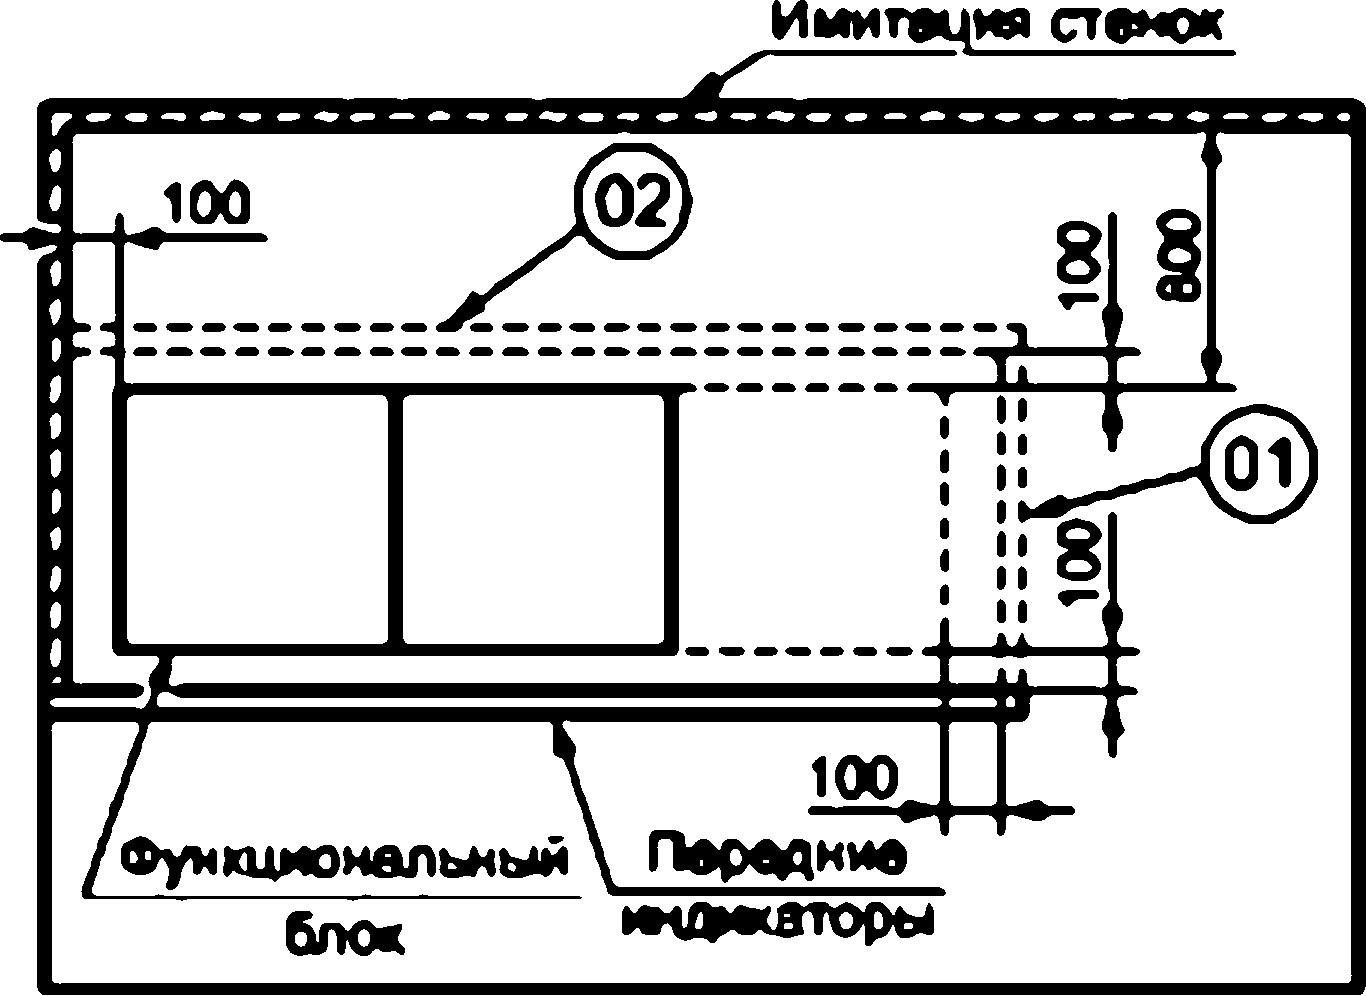 Имитация стенок
100
02
100
800
01
100
100
Функциональный
блок
Передние
индикаторы